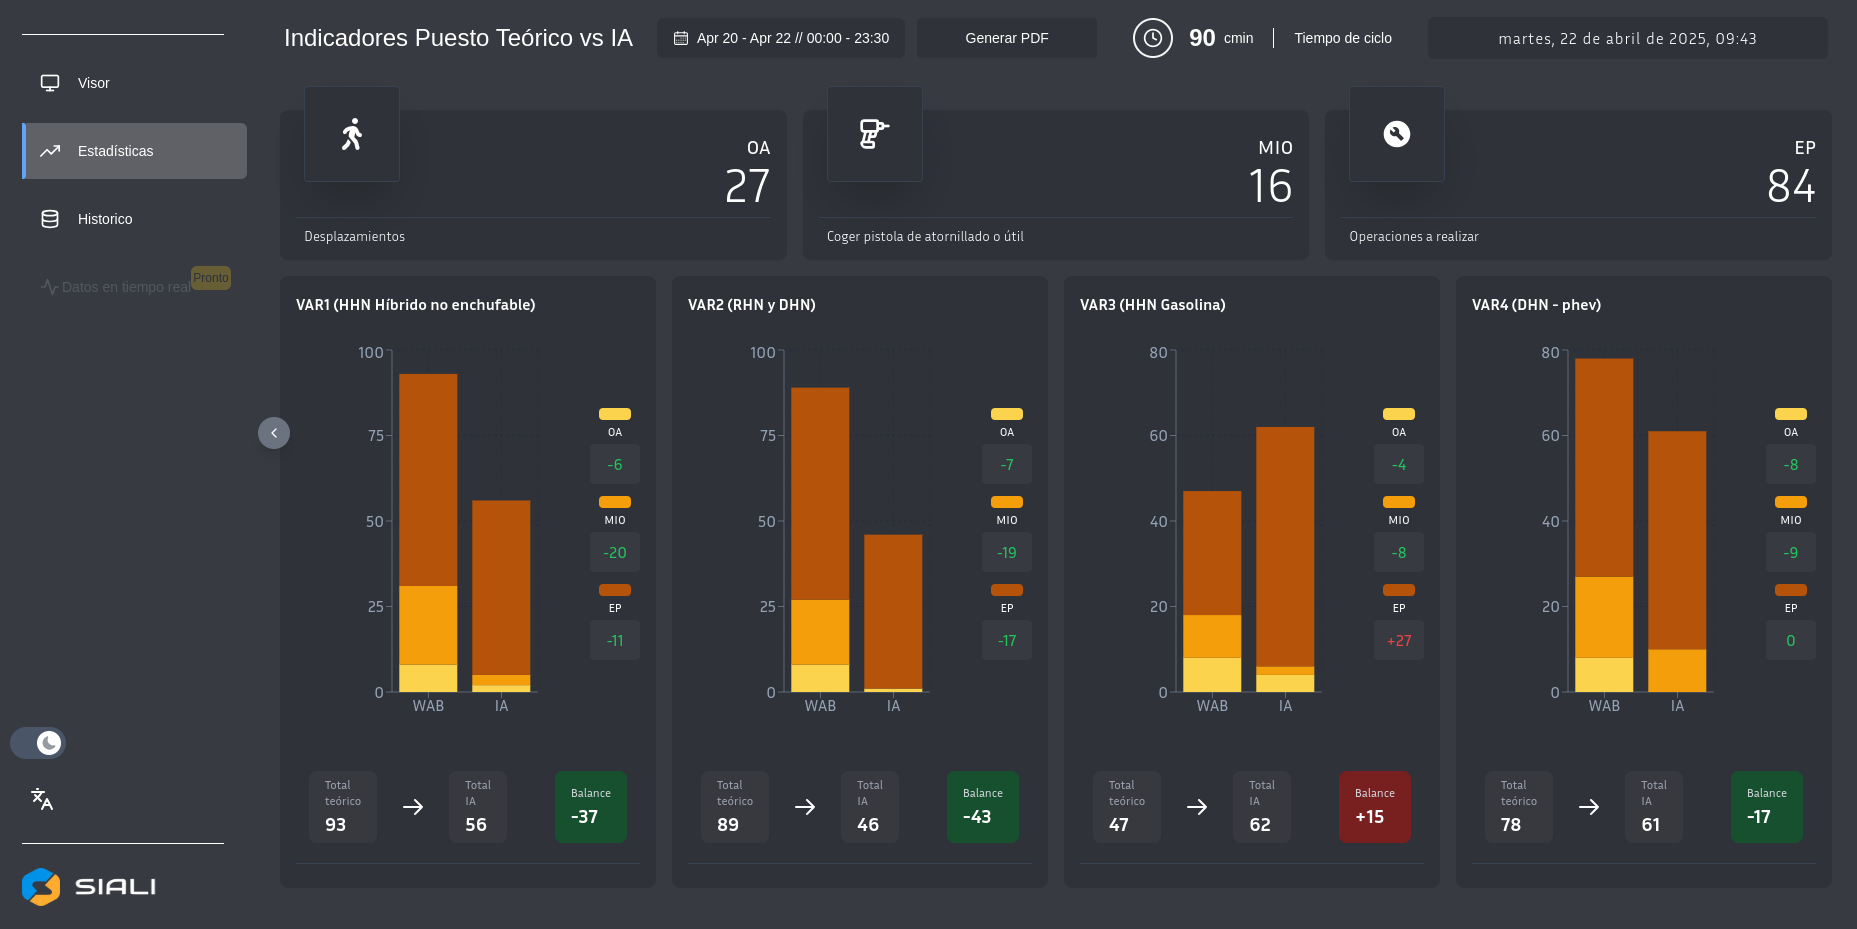 Indicadores Puesto Teórico vs IA
Apr 20 - Apr 22 // 00:00 - 23:30
Generar PDF
90 cmin
Tiempo de ciclo
martes, 22 de abril de 2025, 09:43
Visor
Estadísticas
Historico
Datos en tiempo real
Pronto
SIALI
OA
27
Desplazamientos
MIO
16
Coger pistola de atornillado o útil
EP
84
Operaciones a realizar
VAR1 (HHN Híbrido no enchufable)
100
75
50
25
0
WAB
IA
OA
-6
MIO
-20
EP
-11
Total
teórico
93
Total
IA
56
Balance
-37
VAR2 (RHN y DHN)
100
75
50
25
0
WAB
IA
OA
-7
MIO
-19
EP
-17
Total
teórico
89
Total
IA
46
Balance
-43
VAR3 (HHN Gasolina)
80
60
40
20
0
WAB
IA
OA
-4
MIO
-8
EP
+27
Total
teórico
47
Total
IA
62
Balance
+15
VAR4 (DHN - phev)
80
60
40
20
0
WAB
IA
OA
-8
MIO
-9
EP
0
Total
teórico
78
Total
IA
61
Balance
-17